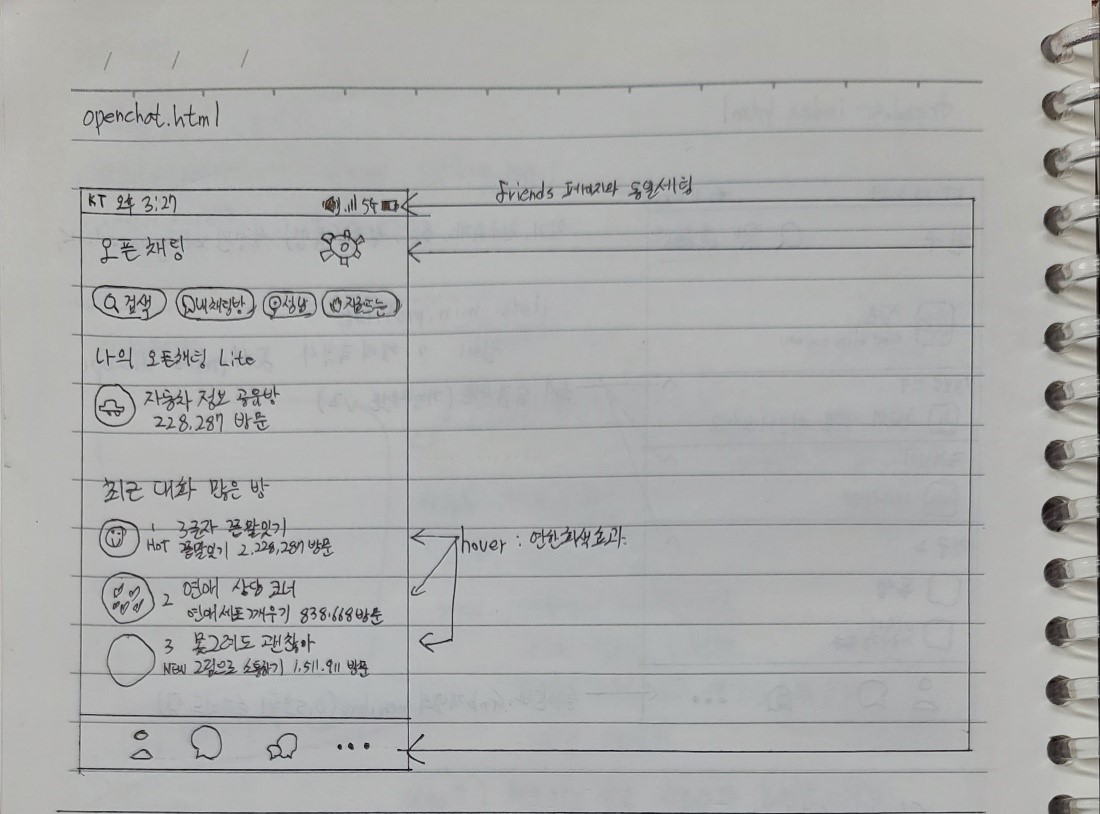 openchat.html
friends 페이지와 동일세팅
KT 오후 3:27
오픈 채팅
검색 내채팅방 지금뜨는
나의 오픈채팅 Lite
자동차 정보 공유방
228,287 방문
최근 대화 많은 방
1 3글자 끝말잇기
HOT 끝말잇기 2,228,287 방문
hover : 연한회색효과
2 연애 상담 코너
연애세포깨우기 838,668 방문
3 못그려도 괜찮아
NEW 그림으로 소통하기 1,511,911 방문